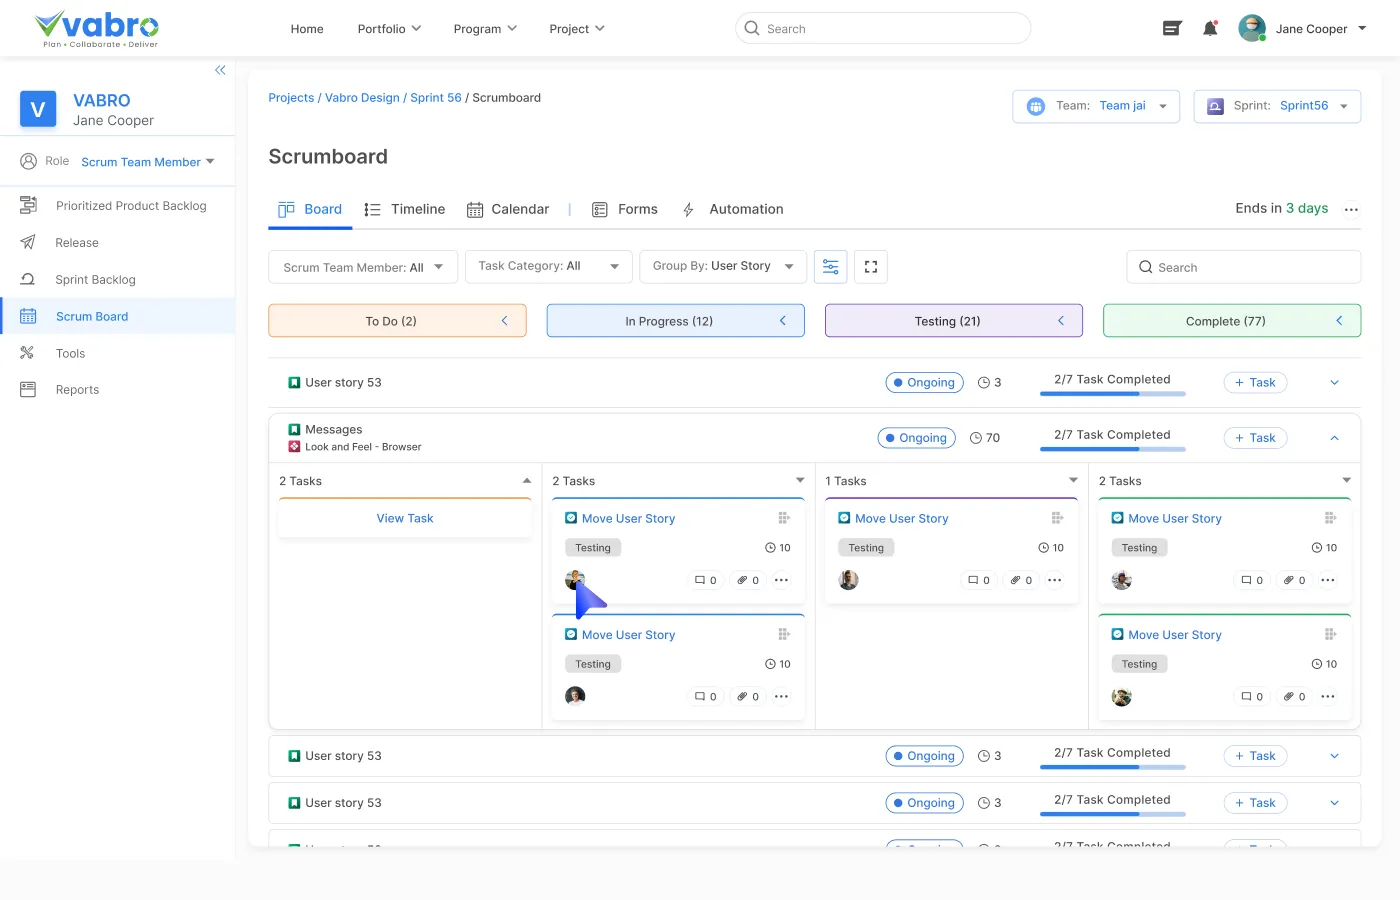 vabro
Plan • Collaborate • Deliver
Home
Portfolio
Program
Project
Search
Jane Cooper
V
VABRO
Jane Cooper
Role
Scrum Team Member
Prioritized Product Backlog
Release
Sprint Backlog
Scrum Board
Tools
Reports
Projects / Vabro Design / Sprint 56 / Scrumboard
Team: Team jai
Sprint: Sprint56
Scrumboard
Board
Timeline
Calendar
Forms
Automation
Ends in 3 days
Scrum Team Member: All
Task Category: All
Group By: User Story
Search
To Do (2)
In Progress (12)
Testing (21)
Complete (77)
User story 53
Ongoing
3
2/7 Task Completed
+ Task
Messages
Look and Feel - Browser
Ongoing
70
2/7 Task Completed
+ Task
2 Tasks
View Task
2 Tasks
Move User Story
Testing
10
0
0
Move User Story
Testing
10
0
0
1 Tasks
Move User Story
Testing
10
0
0
2 Tasks
Move User Story
Testing
10
0
0
Move User Story
Testing
10
0
0
User story 53
Ongoing
3
2/7 Task Completed
+ Task
User story 53
Ongoing
3
2/7 Task Completed
+ Task
2/7 Task Completed